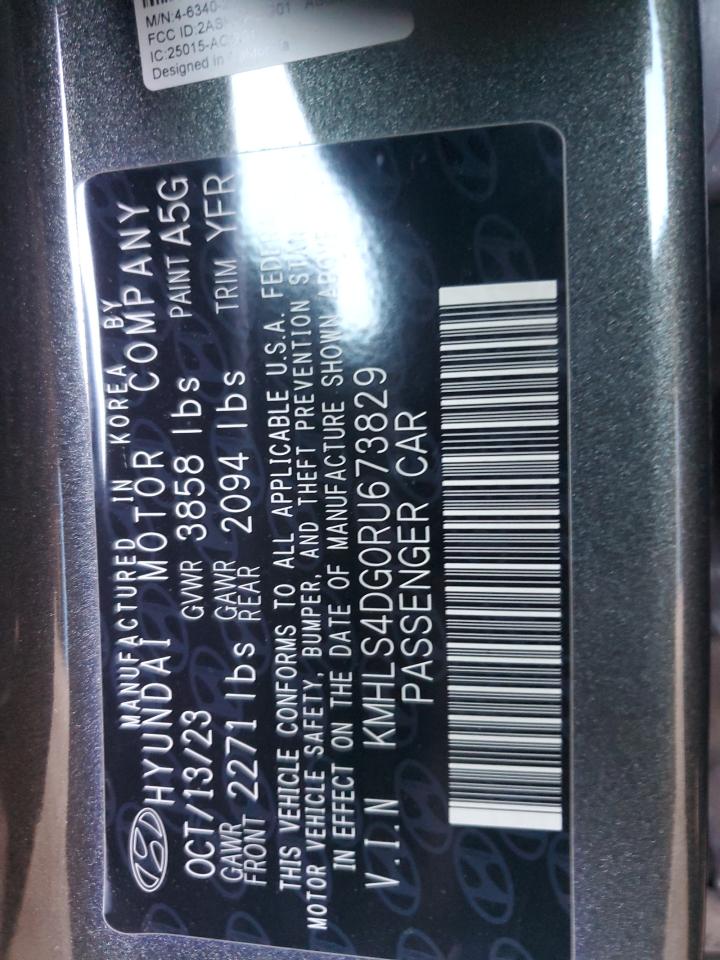 M/N:4-6340-
FCC ID:2AS
IC:25015-AC
Designed in
MANUFACTURED IN KOREA BY
HYUNDAI MOTOR COMPANY
OCT/13/23 GVWR 3858 lbs PAINT A5G
GAWR FRONT 2271 lbs GAWR REAR 2094 lbs TRIM YFR
THIS VEHICLE CONFORMS TO ALL APPLICABLE U.S.A. FEDE
MOTOR VEHICLE SAFETY, BUMPER, AND THEFT PREVENTION
IN EFFECT ON THE DATE OF MANUFACTURE SHOWN
V.I.N KMHLS4DG0RU673829
PASSENGER CAR